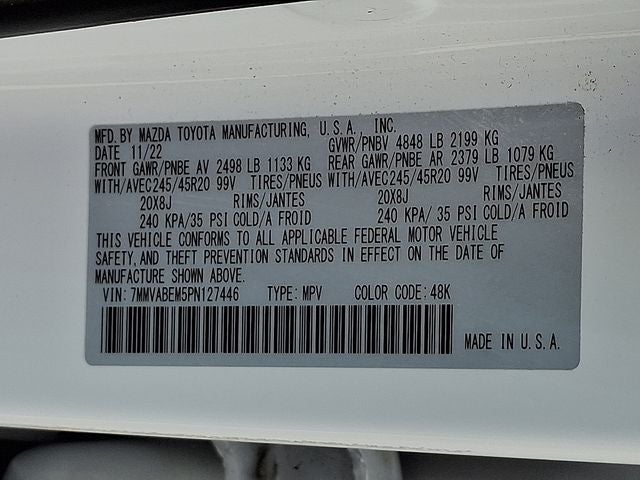 MFD. BY MAZDA TOYOTA MANUFACTURING, U.S.A., INC.
DATE 11/22 GVWR/PNBV 4848 LB 2199 KG
FRONT GAWR/PNBE AV 2498 LB 1133 KG REAR GAWR/PNBE AR 2379 LB 1079 KG
WITH/AVEC245/45R20 99V TIRES/PNEUS WITH/AVEC245/45R20 99V TIRES/PNEUS
20X8J RIMS/JANTES 20X8J RIMS/JANTES
240 KPA/35 PSI COLD/A FROID 240 KPA/ 35 PSI COLD/A FROID
THIS VEHICLE CONFORMS TO ALL APPLICABLE FEDERAL MOTOR VEHICLE
SAFETY, AND THEFT PREVENTION STANDARDS IN EFFECT ON THE DATE OF
MANUFACTURE SHOWN ABOVE.
VIN: 7MMVABEM5PN127446 TYPE: MPV COLOR CODE: 48K
MADE IN U.S.A.